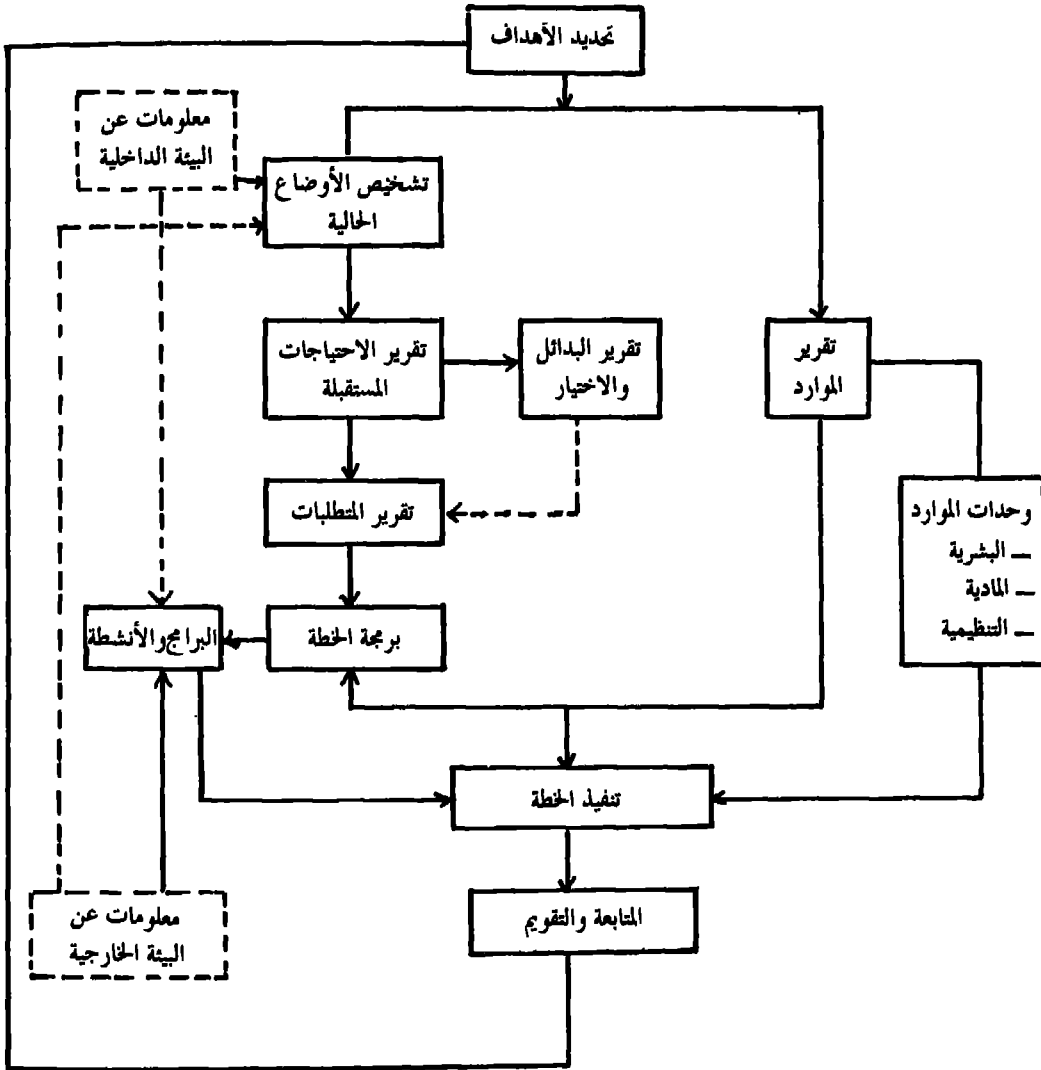 تحديد الأهداف
معلومات عن
البيئة الداخلية
تشخيص الأوضاع
الحالية
تقرير الاحتياجات
المستقبلة
تقرير البدائل
والاختيار
تقرير
الموارد
تقرير المتطلبات
وحدات الموارد
— البشرية
— المادية
— التنظيمية
برمجة الخطة
البرامج والأنشطة
تنفيذ الخطة
المتابعة والتقويم
معلومات عن
البيئة الخارجية